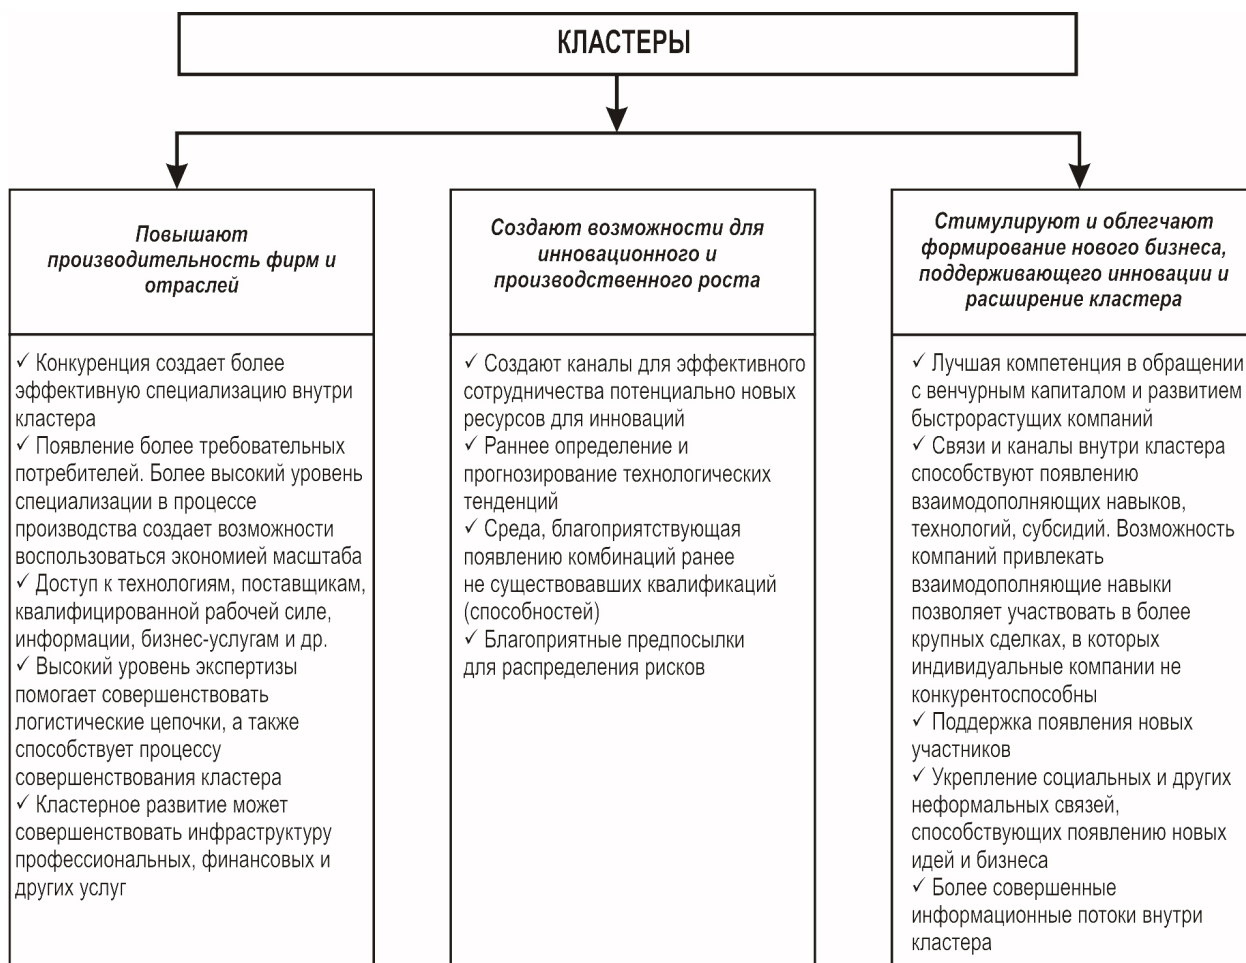 КЛАСТЕРЫ
Повышают
производительность фирм и
отраслей
✓ Конкуренция создает более
эффективную специализацию внутри
кластера
✓ Появление более требовательных
потребителей. Более высокий уровень
специализации в процессе
производства создает возможности
воспользоваться экономией масштаба
✓ Доступ к технологиям, поставщикам,
квалифицированной рабочей силе,
информации, бизнес-услугам и др.
✓ Высокий уровень экспертизы
помогает совершенствовать
логистические цепочки, а также
способствует процессу
совершенствования кластера
✓ Кластерное развитие может
совершенствовать инфраструктуру
профессиональных, финансовых и
других услуг
Создают возможности для
инновационного и
производственного роста
✓ Создают каналы для эффективного
сотрудничества потенциально новых
ресурсов для инноваций
✓ Раннее определение и
прогнозирование технологических
тенденций
✓ Среда, благоприятствующая
появлению комбинаций ранее
не существовавших квалификаций
(способностей)
✓ Благоприятные предпосылки
для распределения рисков
Стимулируют и облегчают
формирование нового бизнеса,
поддерживающего инновации и
расширение кластера
✓ Лучшая компетенция в обращении
с венчурным капиталом и развитием
быстрорастущих компаний
✓ Связи и каналы внутри кластера
способствуют появлению
взаимодополняющих навыков,
технологий, субсидий. Возможность
компаний привлекать
взаимодополняющие навыки
позволяет участвовать в более
крупных сделках, в которых
индивидуальные компании не
конкурентоспособны
✓ Поддержка появления новых
участников
✓ Укрепление социальных и других
неформальных связей,
способствующих появлению новых
идей и бизнеса
✓ Более совершенные
информационные потоки внутри
кластера